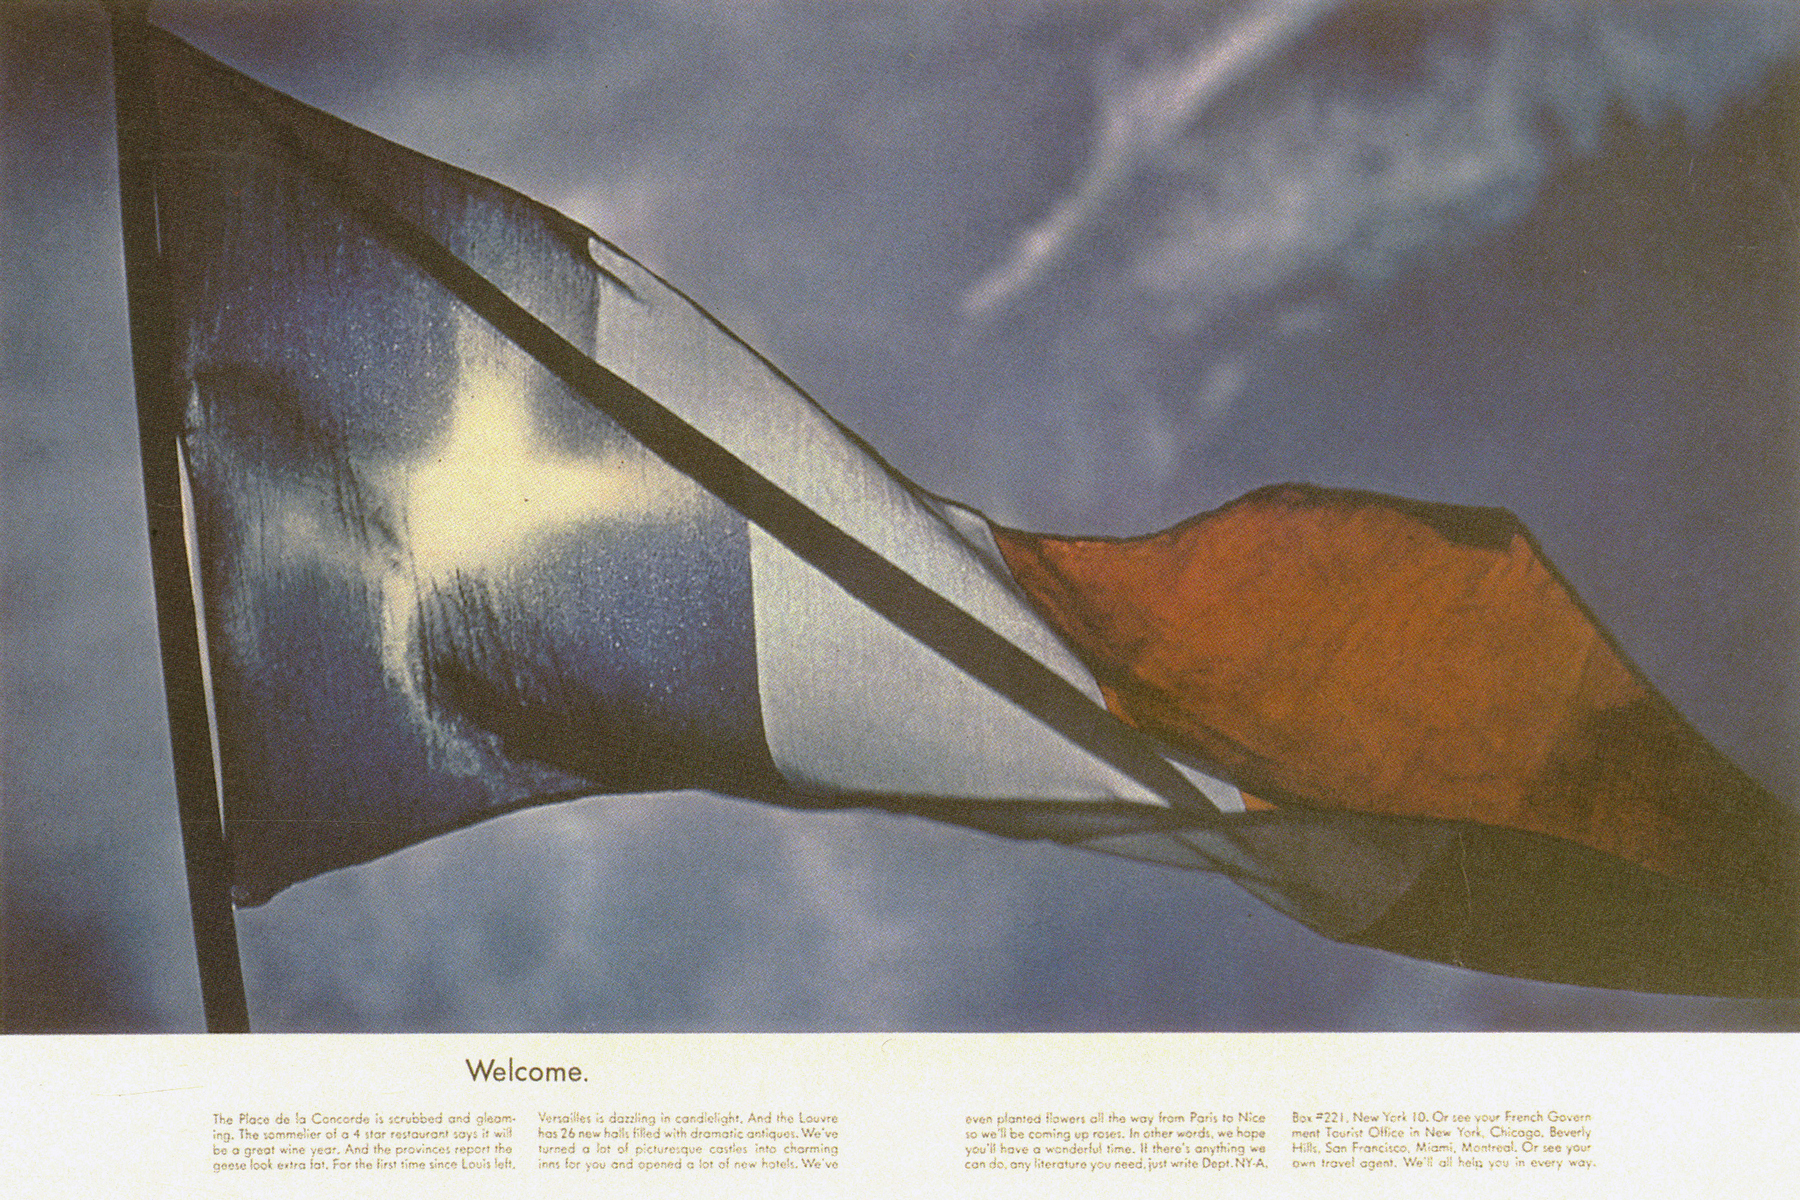 Welcome.
The Place de la Concorde is scrubbed and gleam-
ing. The sommelier of a 4 star restaurant says it will
be a great wine year. And the provinces report the
geese look extra fat. For the first time since Louis left,
Versailles is dazzling in candlelight. And the Louvre
has 26 new halls filled with dramatic antiques. We've
turned a lot of picturesque castles into charming
inns for you and opened a lot of new hotels. We've
even planted flowers all the way from Paris to Nice
so we'll be coming up roses. In other words, we hope
you'll have a wonderful time. If there's anything we
can do, any literature you need, just write Dept. NY-A,
Box #221, New York 10. Or see your French Govern
ment Tourist Office in New York, Chicago, Beverly
Hills, San Francisco, Miami, Montreal. Or see your
own travel agent. We'll all help you in every way.